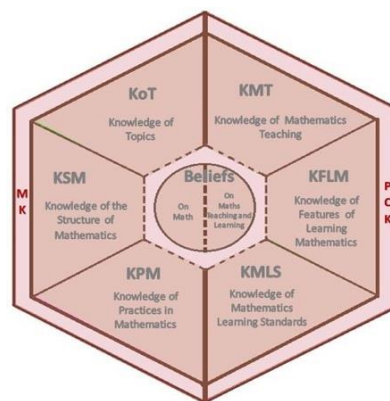 KoT
Knowledge of
Topics
KMT
Knowledge of Mathematics
Teaching
MK
KSM
Knowledge of the
Structure of
Mathematics
Beliefs
On
Math
On
Maths
Teaching and
Learning
KFLM
Knowledge of
Features of
Learning
Mathematics
PCK
KPM
Knowledge of
Practices in
Mathematics
KMLS
Knowledge of
Mathematics
Learning Standards